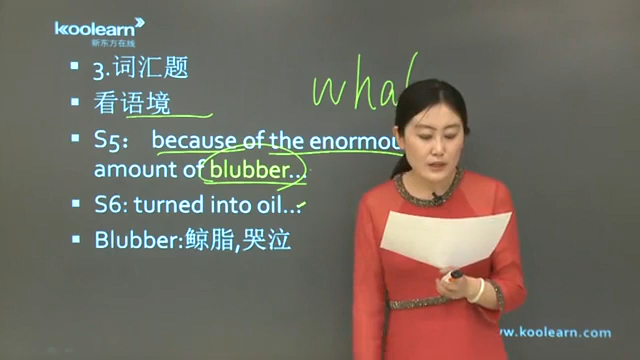 koolearn
新东方在线
3.词汇题
看语境
wha
S5: because of the enormou
amount of blubber...
S6: turned into oil...
Blubber:鲸脂,哭泣
www.koolearn.com